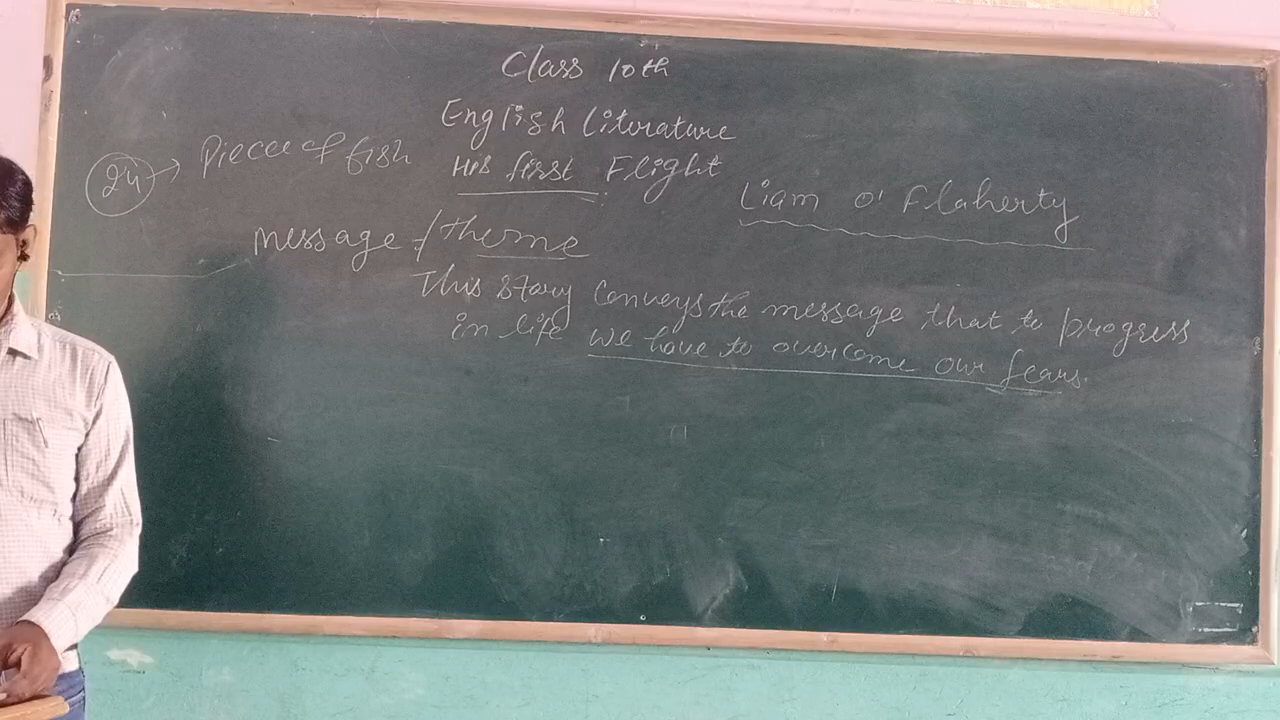 Class 10th
English Literature
His first Flight
Liam o' Flaherty
24 → Piece of fish
Message / theme
This story conveys the message that to progress
in life we have to overcome our fears.